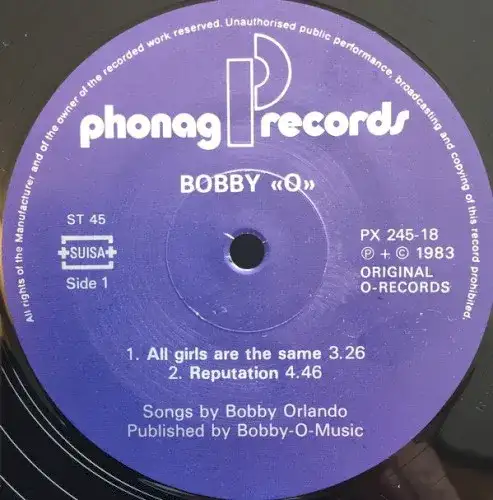 All rights of the Manufacturer and of the owner of the recorded work reserved. Unauthorised public performance, broadcasting and copying of this record prohibited.
phonag records
BOBBY «O»
ST 45
SUISA
Side 1
PX 245-18
Ⓟ + © 1983
ORIGINAL
O-RECORDS
1. All girls are the same 3.26
2. Reputation 4.46
Songs by Bobby Orlando
Published by Bobby-O-Music